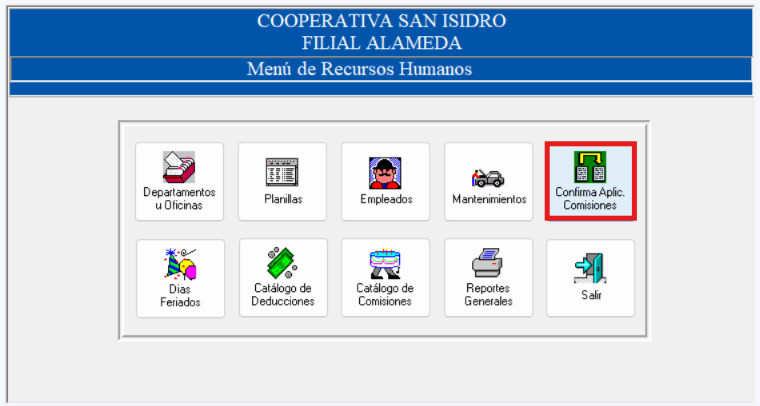 COOPERATIVA SAN ISIDRO
FILIAL ALAMEDA
Menú de Recursos Humanos
Departamentos
u Oficinas
Planillas
Empleados
Mantenimientos
Confirma Aplic.
Comisiones
Dias
Feriados
Catálogo de
Deducciones
Catálogo de
Comisiones
Reportes
Generales
Salir